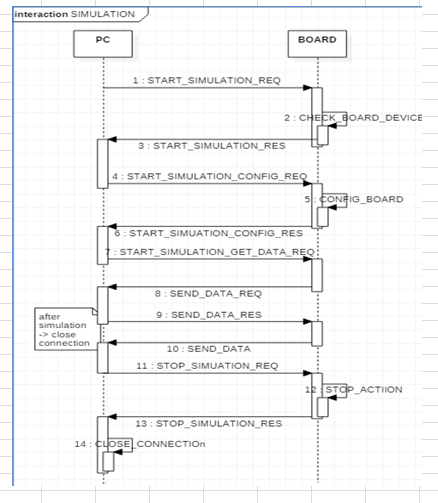 interaction SIMULATION
PC
BOARD
1 : START_SIMULATION_REQ
2 : CHECK_BOARD_DEVICE
3 : START_SIMULATION_RES
4 : START_SIMULATION_CONFIG_REQ
5 : CONFIG_BOARD
6 : START_SIMUATION_CONFIG_RES
7 : START_SIMULATION_GET_DATA_REQ
8 : SEND_DATA_REQ
9 : SEND_DATA_RES
after
simulation
-> close
connection
10 : SEND_DATA
11 : STOP_SIMUATION_REQ
12 : STOP_ACTIION
13 : STOP_SIMULATION_RES
14 : CLOSE_CONNECTIOn